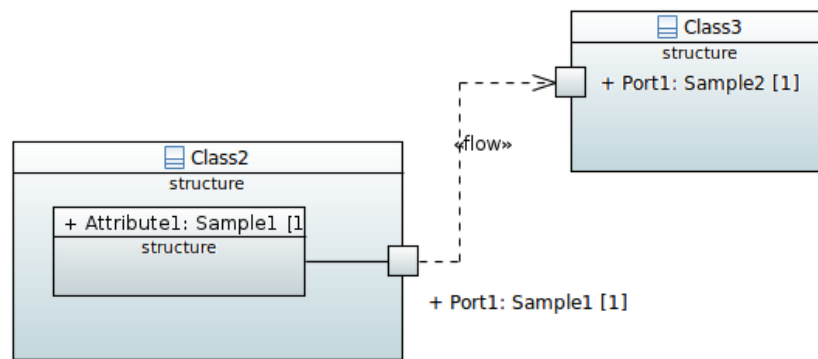 Class3
structure
+ Port1: Sample2 [1]
«flow»
Class2
structure
+ Attribute1: Sample1 [1
structure
+ Port1: Sample1 [1]